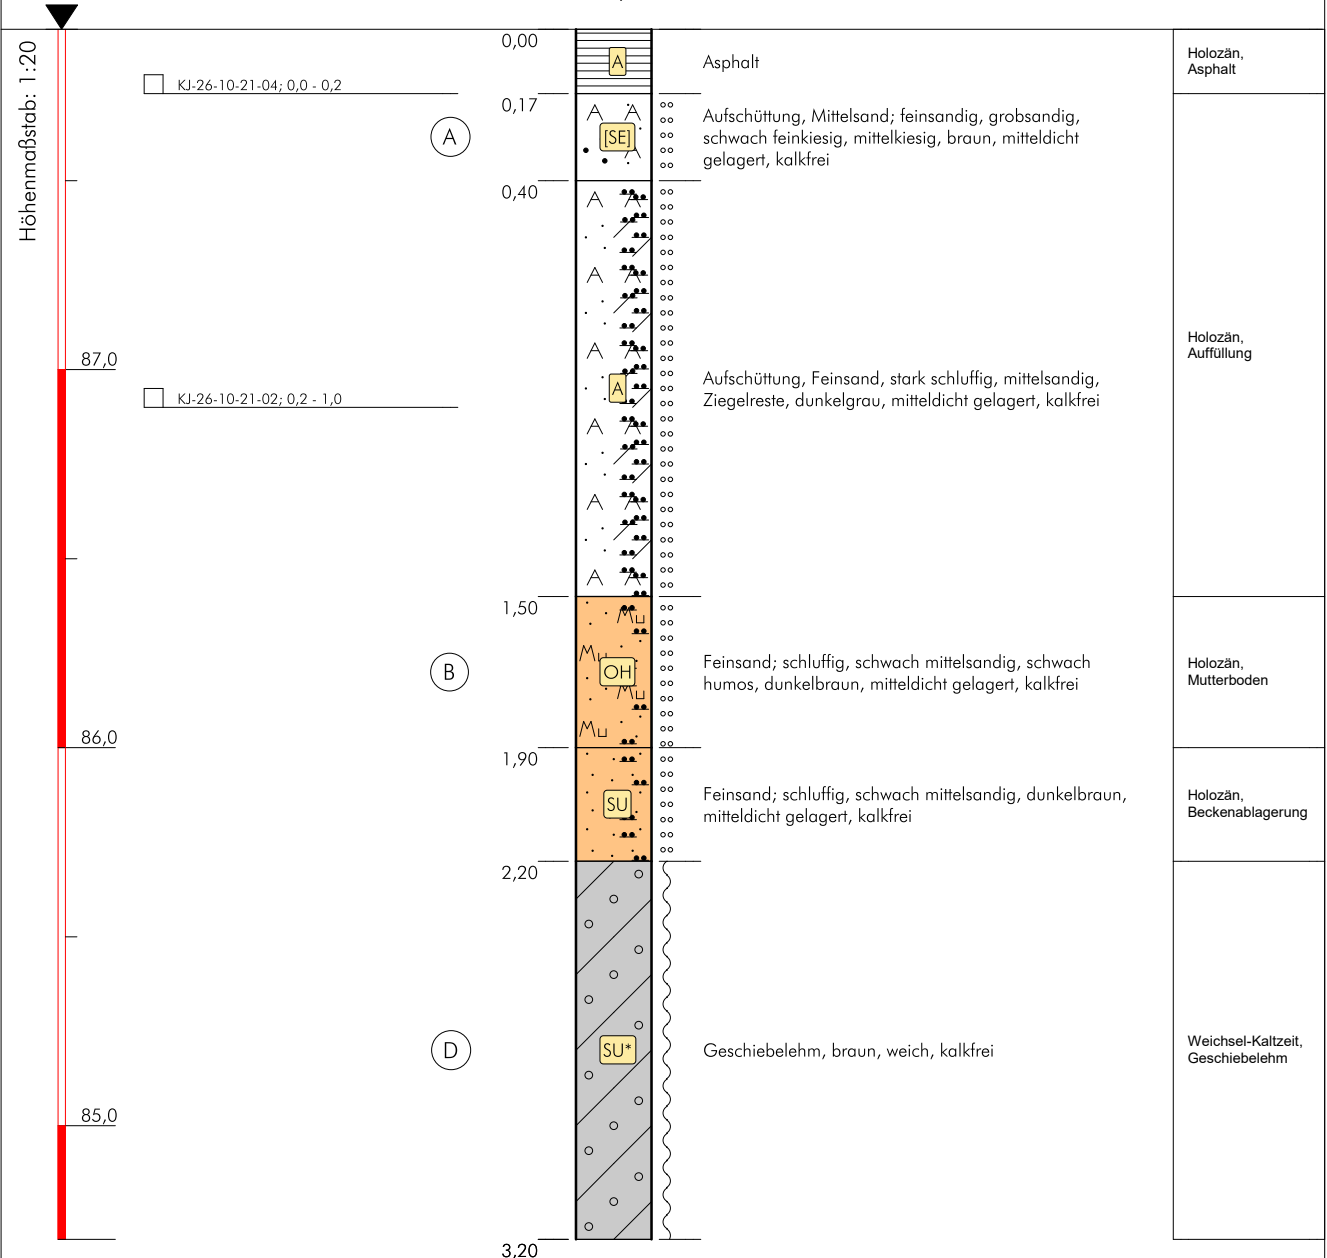 Höhenmaßstab: 1:20
0,00
A
Asphalt
Holozän,
Asphalt
KJ-26-10-21-04; 0,0 - 0,2
0,17
A
[SE]
Aufschüttung, Mittelsand; feinsandig, grobsandig,
schwach feinkiesig, mittelkiesig, braun, mitteldicht
gelagert, kalkfrei
0,40
87,0
KJ-26-10-21-02; 0,2 - 1,0
A
Aufschüttung, Feinsand, stark schluffig, mittelsandig,
Ziegelreste, dunkelgrau, mitteldicht gelagert, kalkfrei
Holozän,
Auffüllung
1,50
B
Mu
Mu
OH
Mu
Mu
Feinsand; schluffig, schwach mittelsandig, schwach
humos, dunkelbraun, mitteldicht gelagert, kalkfrei
Holozän,
Mutterboden
86,0
1,90
SU
Feinsand; schluffig, schwach mittelsandig, dunkelbraun,
mitteldicht gelagert, kalkfrei
Holozän,
Beckenablagerung
2,20
D
SU*
Geschiebelehm, braun, weich, kalkfrei
Weichsel-Kaltzeit,
Geschiebelehm
85,0
3,20